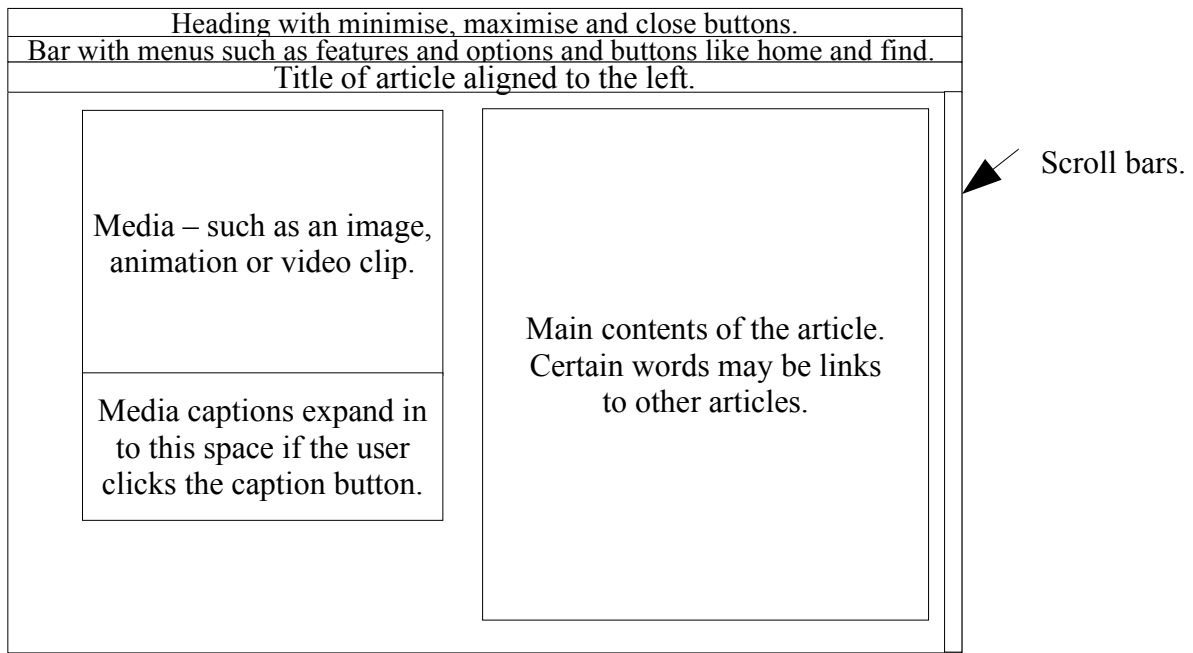 Heading with minimise, maximise and close buttons.
Bar with menus such as features and options and buttons like home and find.
Title of article aligned to the left.
Scroll bars.
Media – such as an image,
animation or video clip.
Media captions expand in
to this space if the user
clicks the caption button.
Main contents of the article.
Certain words may be links
to other articles.